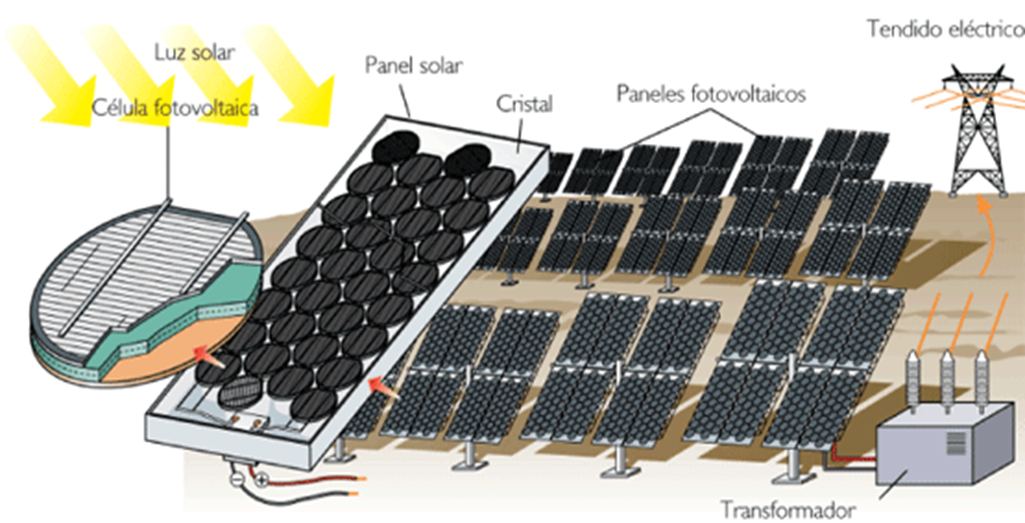 Tendido eléctrico
Luz solar
Panel solar
Célula fotovoltaica
Cristal
Paneles fotovoltaicos
− +
Transformador